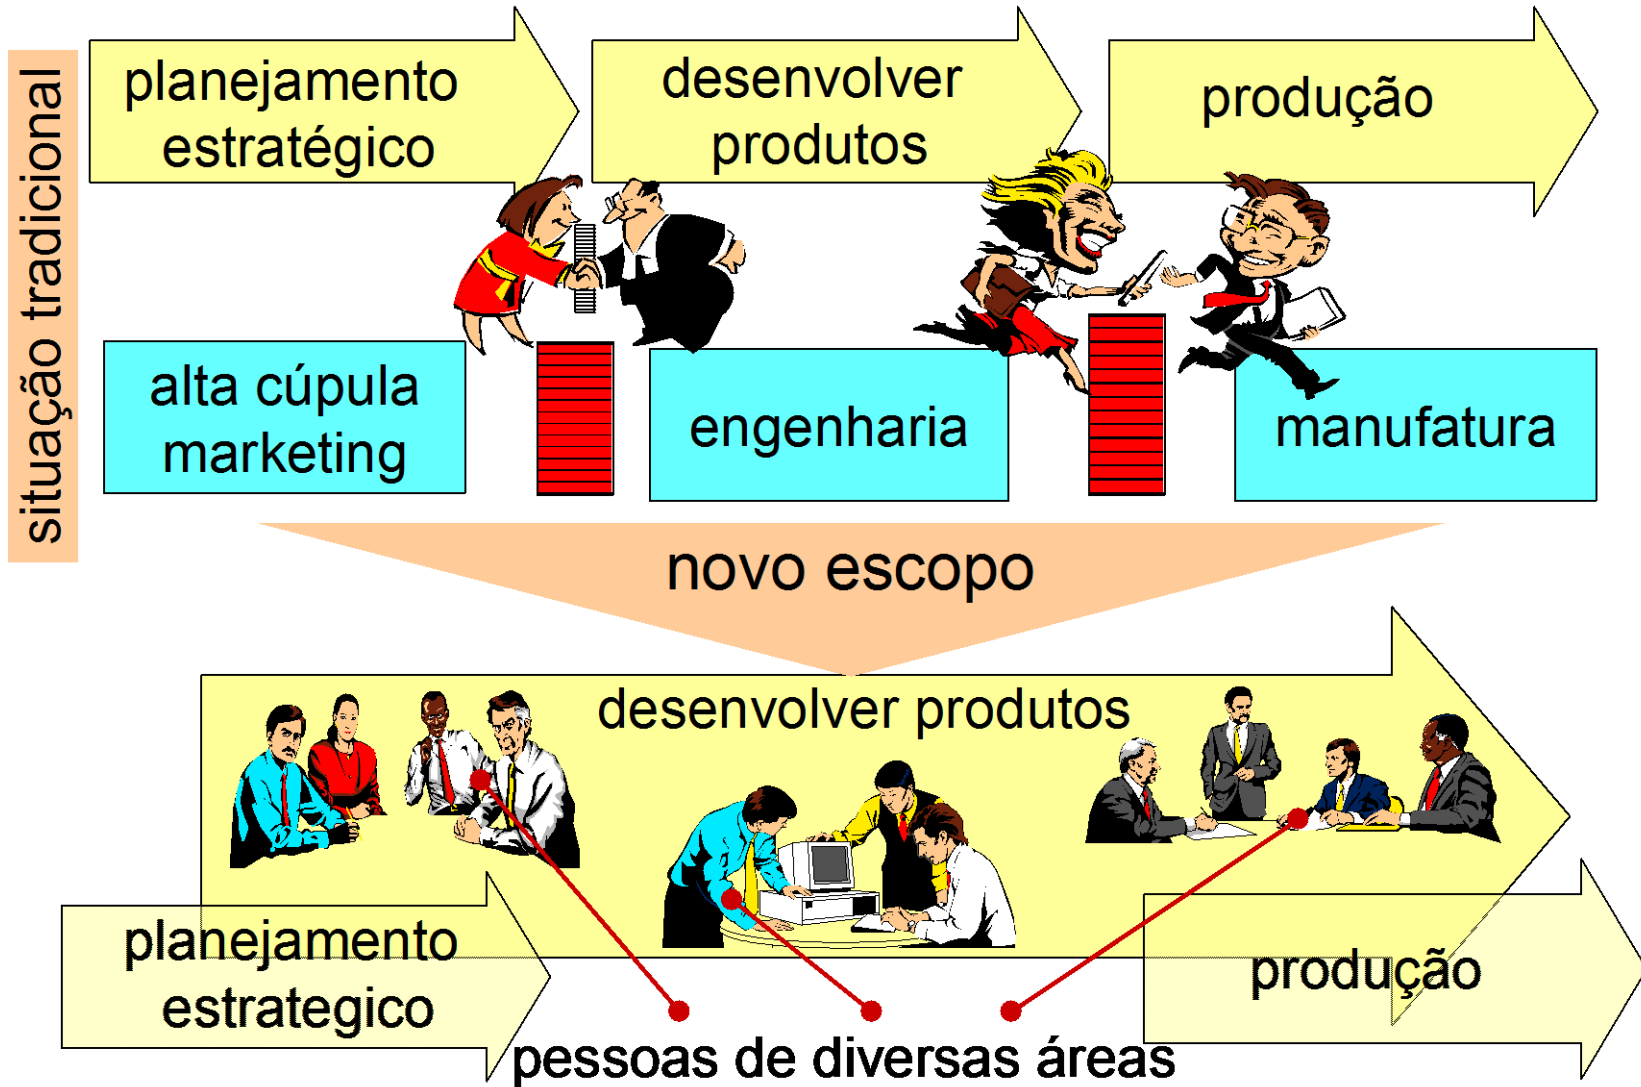 situação tradicional
planejamento
estratégico
desenvolver
produtos
produção
alta cúpula
marketing
engenharia
manufatura
novo escopo
desenvolver produtos
planejamento
estrategico
produção
pessoas de diversas áreas